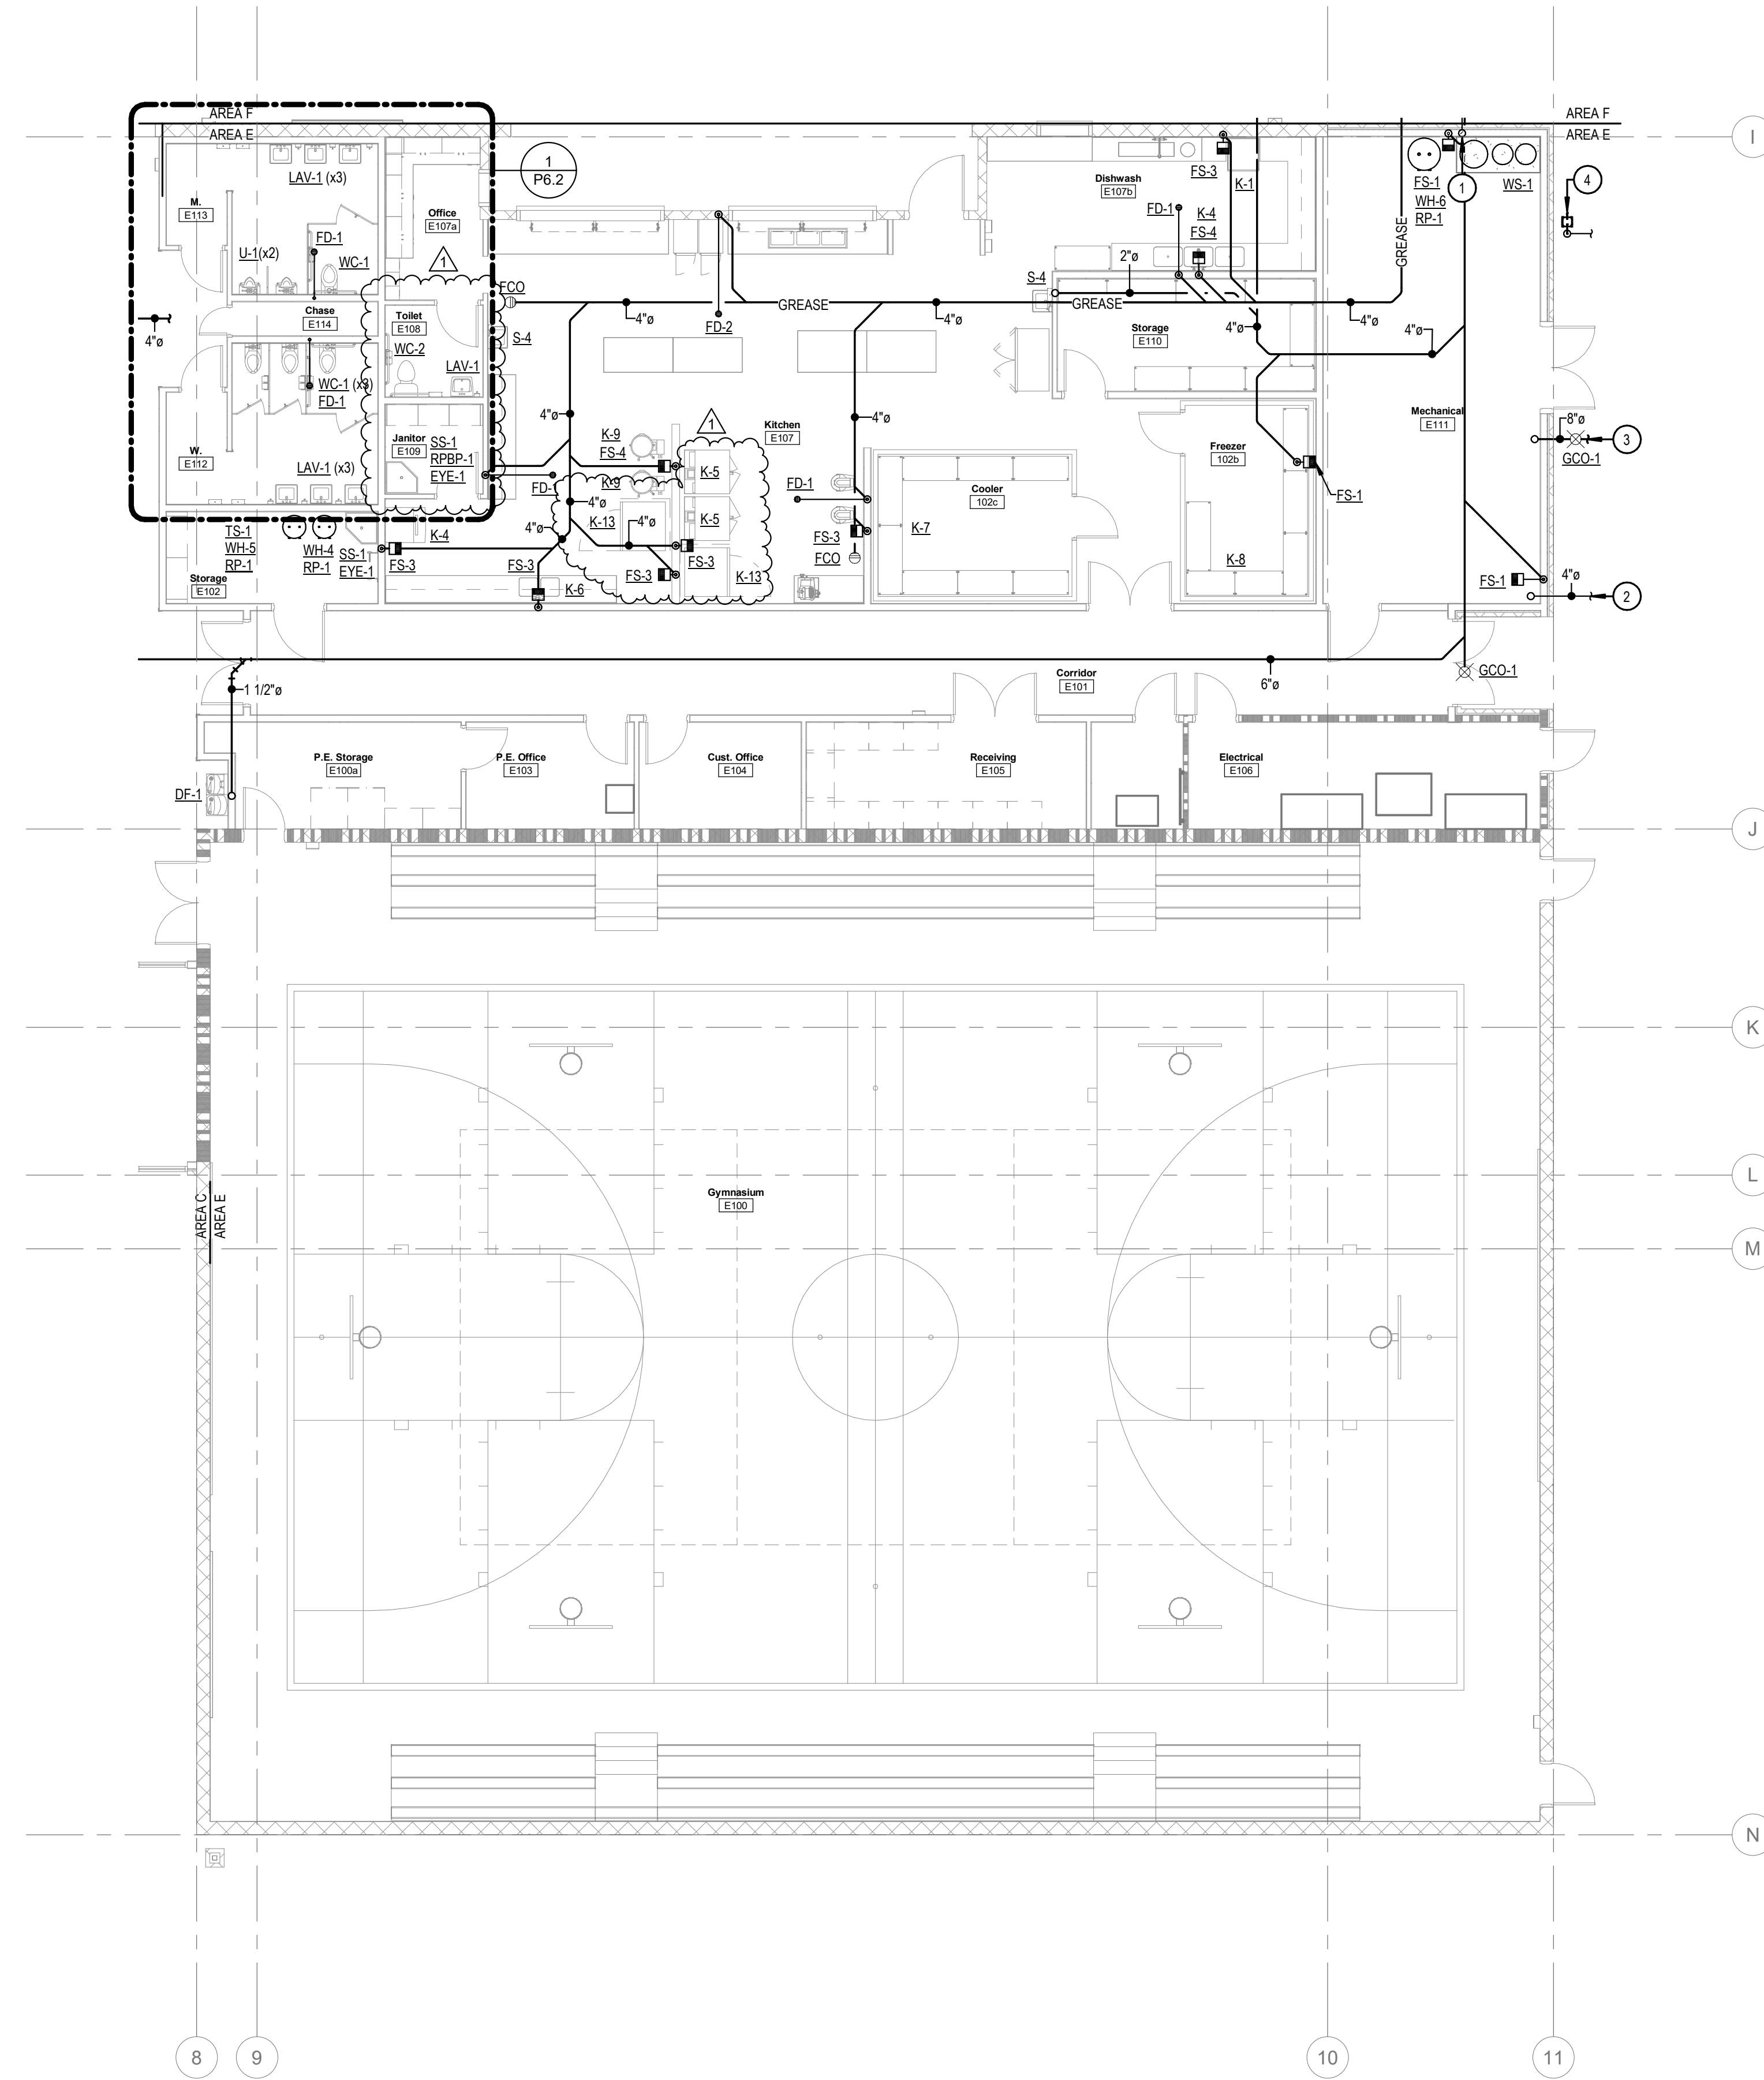 AREA F
AREA E
AREA F
AREA E
I
1
P6.2
LAV-1 (x3)
M.
E113
Office
E107a
FD-1
U-1(x2)
WC-1
1
Chase
E114
Toilet
E108
WC-2
LAV-1
4"ø
WC-1 (x3)
FD-1
W.
E112
LAV-1 (x3)
Janitor
E109
SS-1
RPBP-1
EYE-1
FCO
S-4
4"ø
GREASE
FD-2
4"ø
GREASE
S-4
2"ø
Dishwash
E107b
FS-3
K-1
FD-1
K-4
FS-4
Storage
E110
4"ø
4"ø
4"ø
GREASE
FS-1
WH-6
RP-1
1
WS-1
4
4"ø
4"ø
Kitchen
E107
1
K-9
FS-4
K-5
K-9
K-5
FD-1
4"ø
4"ø
K-13
4"ø
FS-3
FS-3
K-13
FD-1
FS-3
FCO
Cooler
102c
K-7
Freezer
102b
FS-1
K-8
Mechanical
E111
8"ø
3
GCO-1
FS-1
4"ø
2
TS-1
WH-5
RP-1
WH-4
RP-1
SS-1
EYE-1
K-4
FS-3
FS-3
K-6
Storage
E102
1 1/2"ø
Corridor
E101
6"ø
GCO-1
DF-1
P.E. Storage
E100a
P.E. Office
E103
Cust. Office
E104
Receiving
E105
Electrical
E106
J
K
L
Gymnasium
E100
AREA C
AREA E
M
N
8
9
10
11